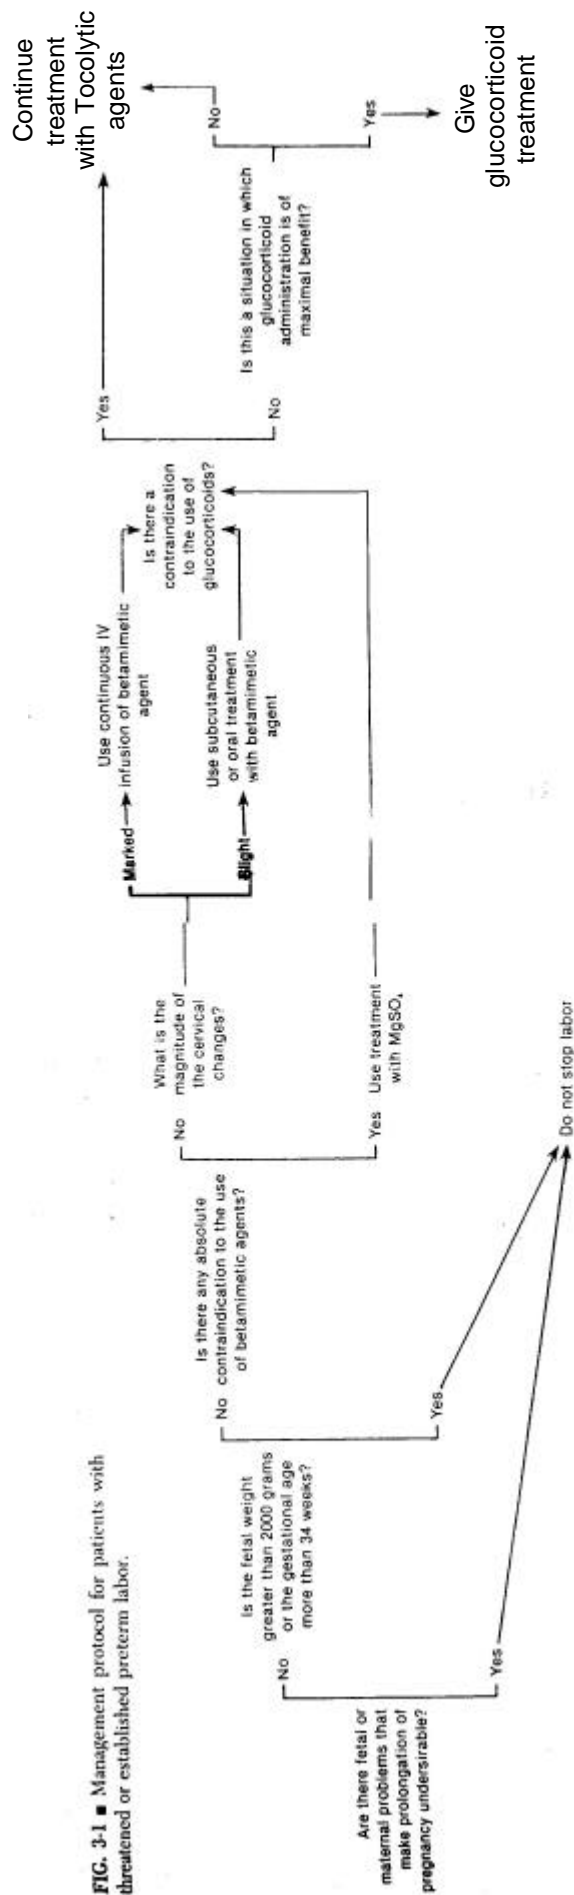 FIG. 3-1 ■ Management protocol for patients with
threatened or established preterm labor.
Are there fetal or
maternal problems that
make prolongation of
pregnancy undersirable?
No
Yes
Is the fetal weight
greater than 2000 grams
or the gestational age
more than 34 weeks?
No
Yes
Is there any absolute
contraindication to the use
of betamimetic agents?
No
Yes
Use treatment
with MgSO₄
Do not stop labor
What is the
magnitude of
the cervical
changes?
Marked
Slight
Use continuous IV
infusion of betamimetic
agent
Use subcutaneous
or oral treatment
with betamimetic
agent
Is there a
contraindication
to the use of
glucocorticoids?
Yes
No
Is this a situation in which
glucocorticoid
administration is of
maximal benefit?
No
Yes
Continue
treatment
with Tocolytic
agents
Give
glucocorticoid
treatment